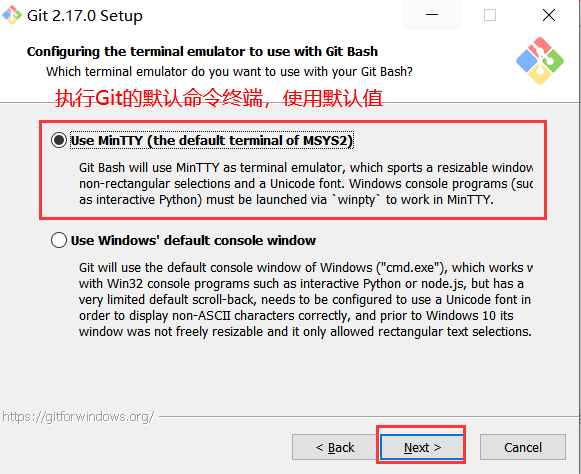 Git 2.17.0 Setup
Configuring the terminal emulator to use with Git Bash
Which terminal emulator do you want to use with your Git Bash?
执行Git的默认命令终端，使用默认值
Use MinTTY (the default terminal of MSYS2)
Git Bash will use MinTTY as terminal emulator, which sports a resizable window
non-rectangular selections and a Unicode font. Windows console programs (suc
as interactive Python) must be launched via `winpty` to work in MinTTY.
Use Windows' default console window
Git will use the default console window of Windows ("cmd.exe"), which works w
with Win32 console programs such as interactive Python or node.js, but has a
very limited default scroll-back, needs to be configured to use a Unicode font in
order to display non-ASCII characters correctly, and prior to Windows 10 its
window was not freely resizable and it only allowed rectangular text selections.
https://gitforwindows.org/
< Back
Next >
Cancel